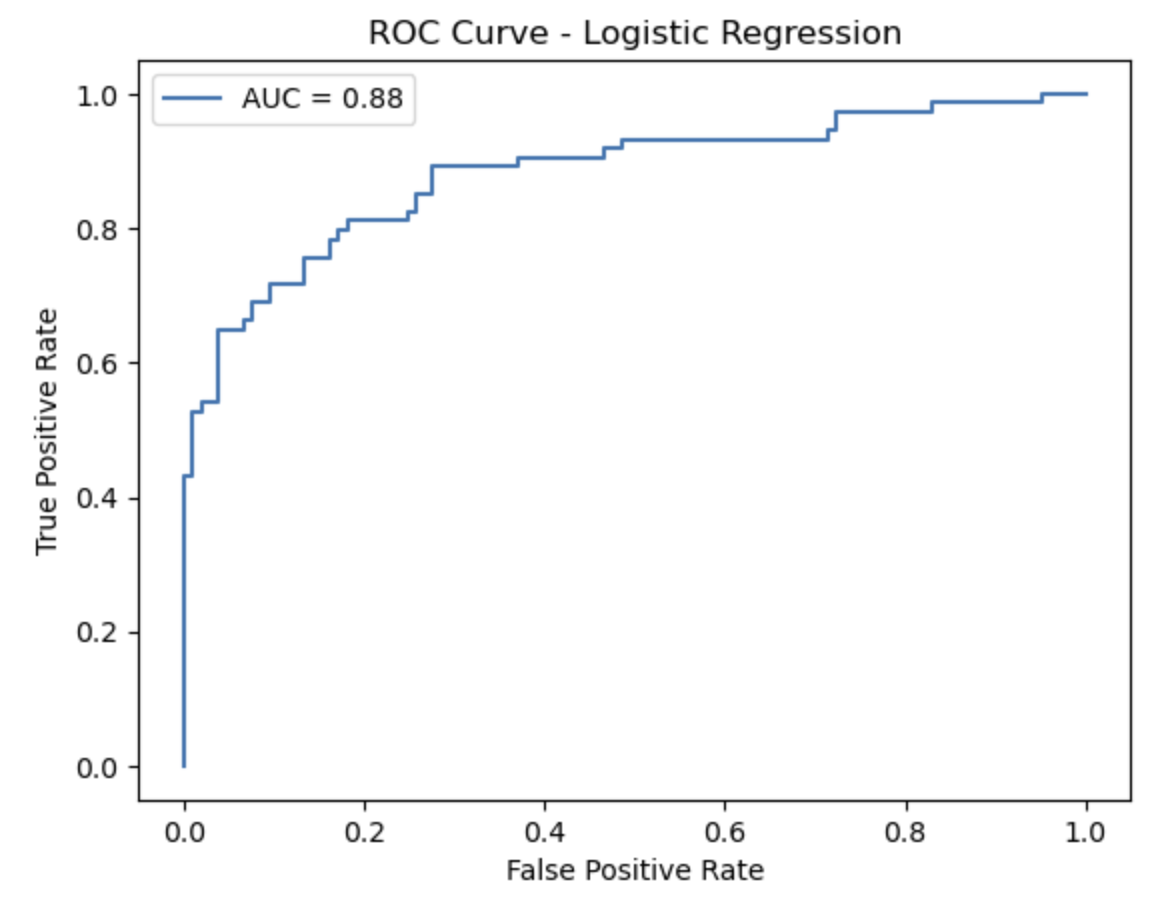 ROC Curve - Logistic Regression
AUC = 0.88
1.0
0.8
0.6
0.4
0.2
0.0
True Positive Rate
0.0 0.2 0.4 0.6 0.8 1.0
False Positive Rate